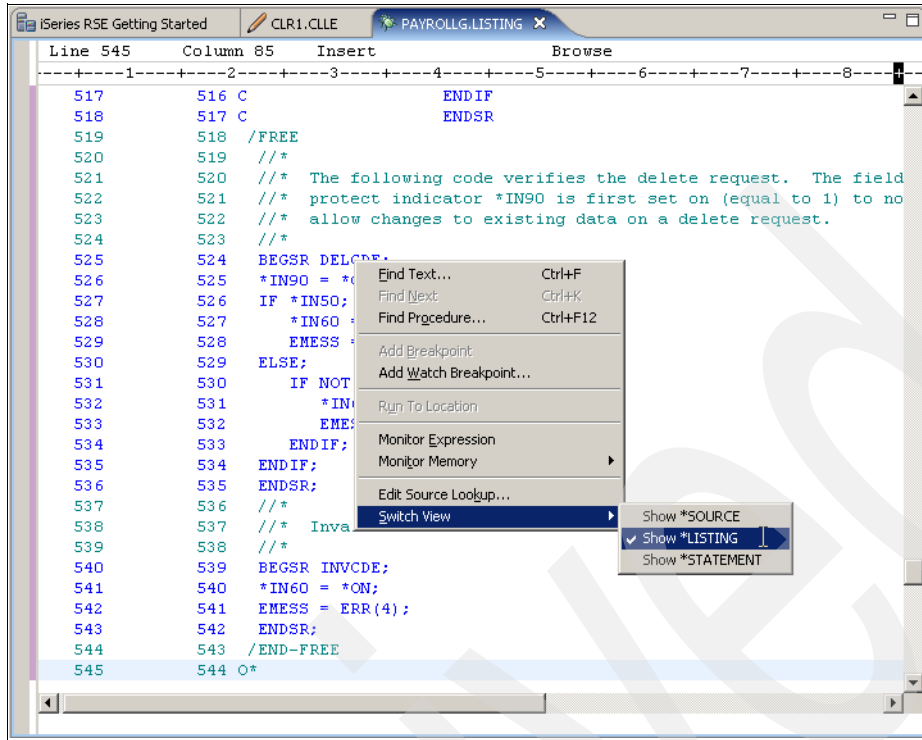 iSeries RSE Getting Started CLR1.CLLE PAYROLLG.LISTING
Line 545 Column 85 Insert Browse
----+----1----+----2----+----3----+----4----+----5----+----6----+----7----+----8----+--
517 516 C ENDIF
518 517 C ENDSR
519 518 /FREE
520 519 //*
521 520 //* The following code verifies the delete request. The field
522 521 //* protect indicator *IN90 is first set on (equal to 1) to no
523 522 //* allow changes to existing data on a delete request.
524 523 //*
525 524 BEGSR DELCDE;
526 525 *IN90 = *
527 526 IF *IN50;
528 527 *IN60 =
529 528 EMESS =
530 529 ELSE;
531 530 IF NOT
532 531 *IN
533 532 EMES
534 533 ENDIF;
535 534 ENDIF;
536 535 ENDSR;
537 536 //*
538 537 //* Inva
539 538 //*
540 539 BEGSR INVCDE;
541 540 *IN60 = *ON;
542 541 EMESS = ERR(4);
543 542 ENDSR;
544 543 /END-FREE
545 544 O*
Find Text... Ctrl+F
Find Next Ctrl+K
Find Procedure... Ctrl+F12
Add Breakpoint
Add Watch Breakpoint...
Run To Location
Monitor Expression
Monitor Memory
Edit Source Lookup...
Switch View
Show *SOURCE
Show *LISTING
Show *STATEMENT